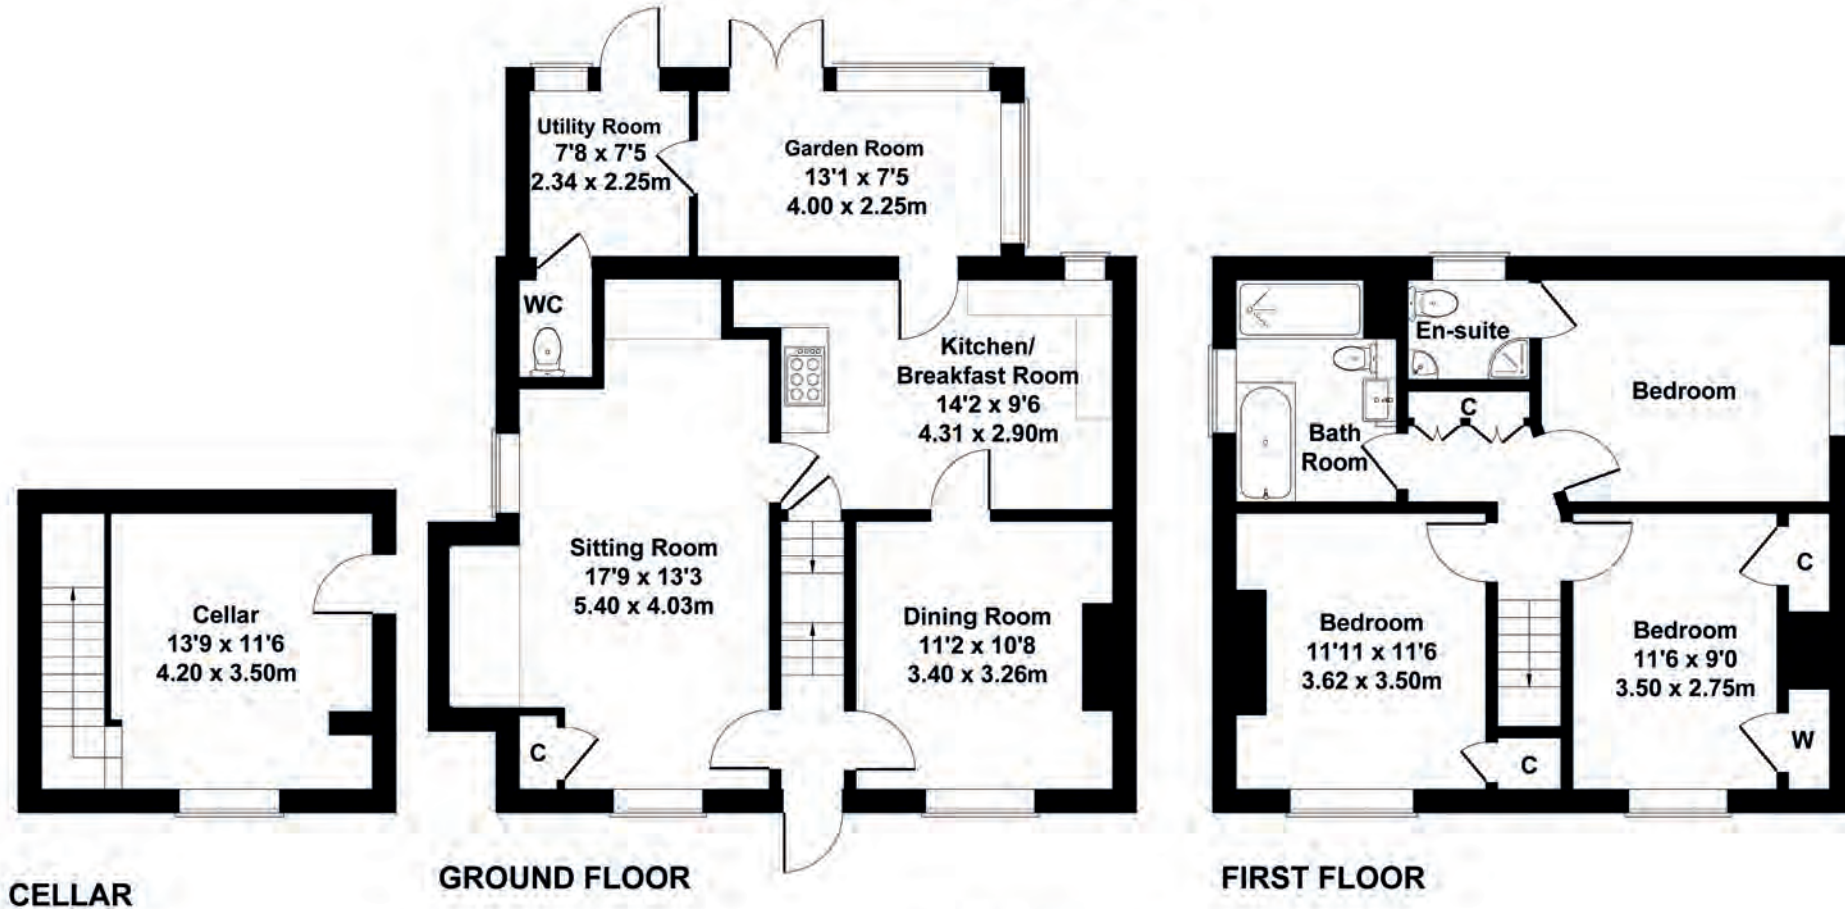 Cellar
13'9 x 11'6
4.20 x 3.50m
CELLAR
Utility Room
7'8 x 7'5
2.34 x 2.25m
Garden Room
13'1 x 7'5
4.00 x 2.25m
WC
Kitchen/
Breakfast Room
14'2 x 9'6
4.31 x 2.90m
Sitting Room
17'9 x 13'3
5.40 x 4.03m
Dining Room
11'2 x 10'8
3.40 x 3.26m
C
GROUND FLOOR
En-suite
Bedroom
C
Bath
Room
Bedroom
11'11 x 11'6
3.62 x 3.50m
Bedroom
11'6 x 9'0
3.50 x 2.75m
C
W
C
FIRST FLOOR